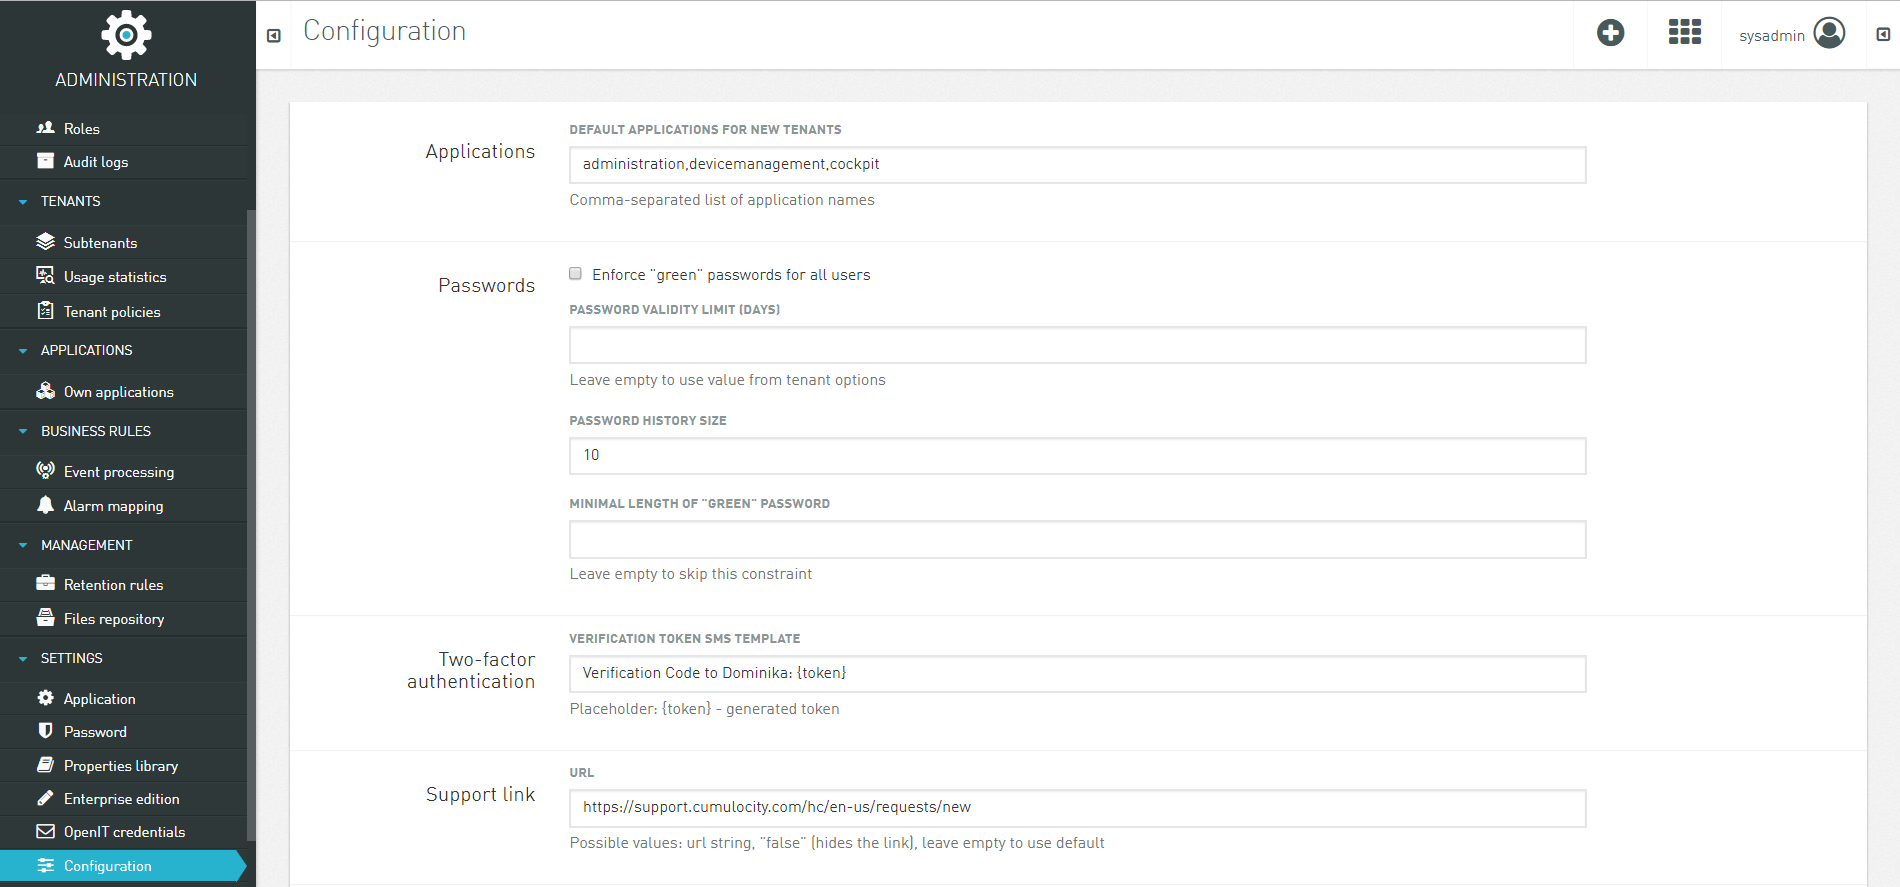 ADMINISTRATION
Roles
Audit logs
TENANTS
Subtenants
Usage statistics
Tenant policies
APPLICATIONS
Own applications
BUSINESS RULES
Event processing
Alarm mapping
MANAGEMENT
Retention rules
Files repository
SETTINGS
Application
Password
Properties library
Enterprise edition
OpenIT credentials
Configuration
Configuration
sysadmin
Applications
DEFAULT APPLICATIONS FOR NEW TENANTS
administration,devicemanagement,cockpit
Comma-separated list of application names
Passwords
Enforce "green" passwords for all users
PASSWORD VALIDITY LIMIT (DAYS)
Leave empty to use value from tenant options
PASSWORD HISTORY SIZE
10
MINIMAL LENGTH OF "GREEN" PASSWORD
Leave empty to skip this constraint
Two-factor
authentication
VERIFICATION TOKEN SMS TEMPLATE
Verification Code to Dominika: {token}
Placeholder: {token} - generated token
Support link
URL
https://support.cumulocity.com/hc/en-us/requests/new
Possible values: url string, "false" (hides the link), leave empty to use default